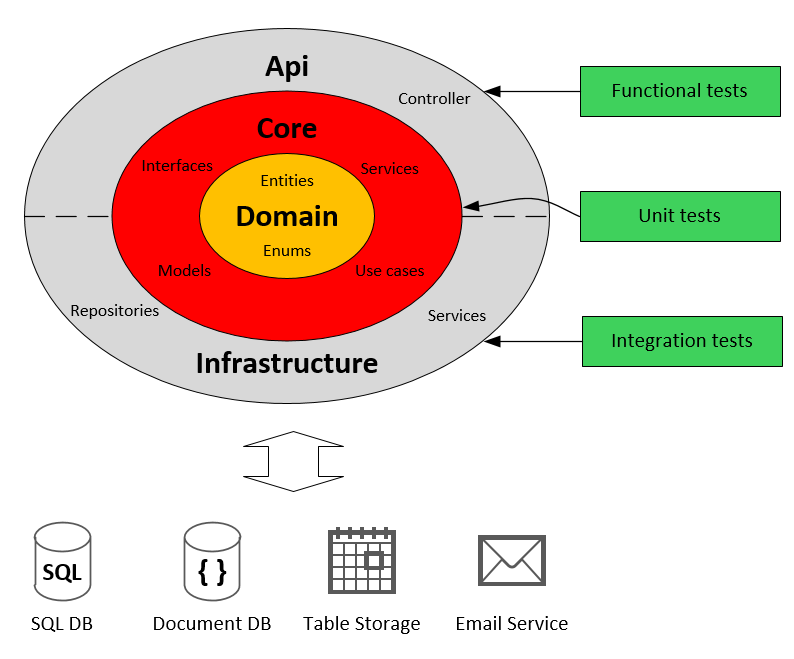 Api
Controller
Functional tests
Core
Interfaces
Services
Entities
Domain
Unit tests
Enums
Models
Use cases
Repositories
Services
Integration tests
Infrastructure
SQL
{ }
SQL DB
Document DB
Table Storage
Email Service